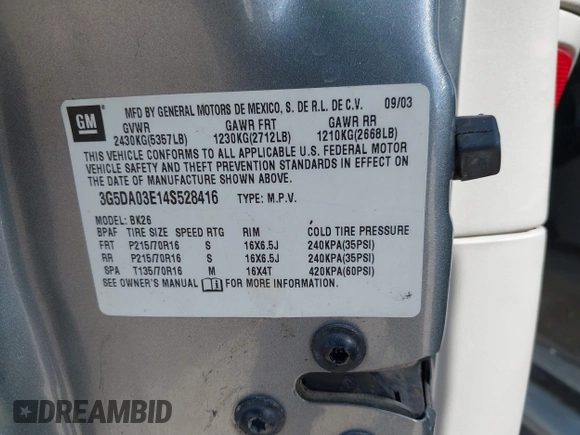 GM
MFD BY GENERAL MOTORS DE MEXICO, S. DE R.L. DE C.V. 09/03
GVWR GAWR FRT GAWR RR
2430KG(5357LB) 1230KG(2712LB) 1210KG(2668LB)
THIS VEHICLE CONFORMS TO ALL APPLICABLE U.S. FEDERAL MOTOR
VEHICLE SAFETY AND THEFT PREVENTION STANDARDS IN EFFECT ON
THE DATE OF MANUFACTURE SHOWN ABOVE.
3G5DA03E14S528416 TYPE: M.P.V.
MODEL: BK26
BPAF TIRE SIZE SPEED RTG RIM COLD TIRE PRESSURE
FRT P215/70R16 S 16X6.5J 240KPA(35PSI)
RR P215/70R16 S 16X6.5J 240KPA(35PSI)
SPA T135/70R16 M 16X4T 420KPA(60PSI)
SEE OWNER'S MANUAL FOR MORE INFORMATION.
DREAMBID